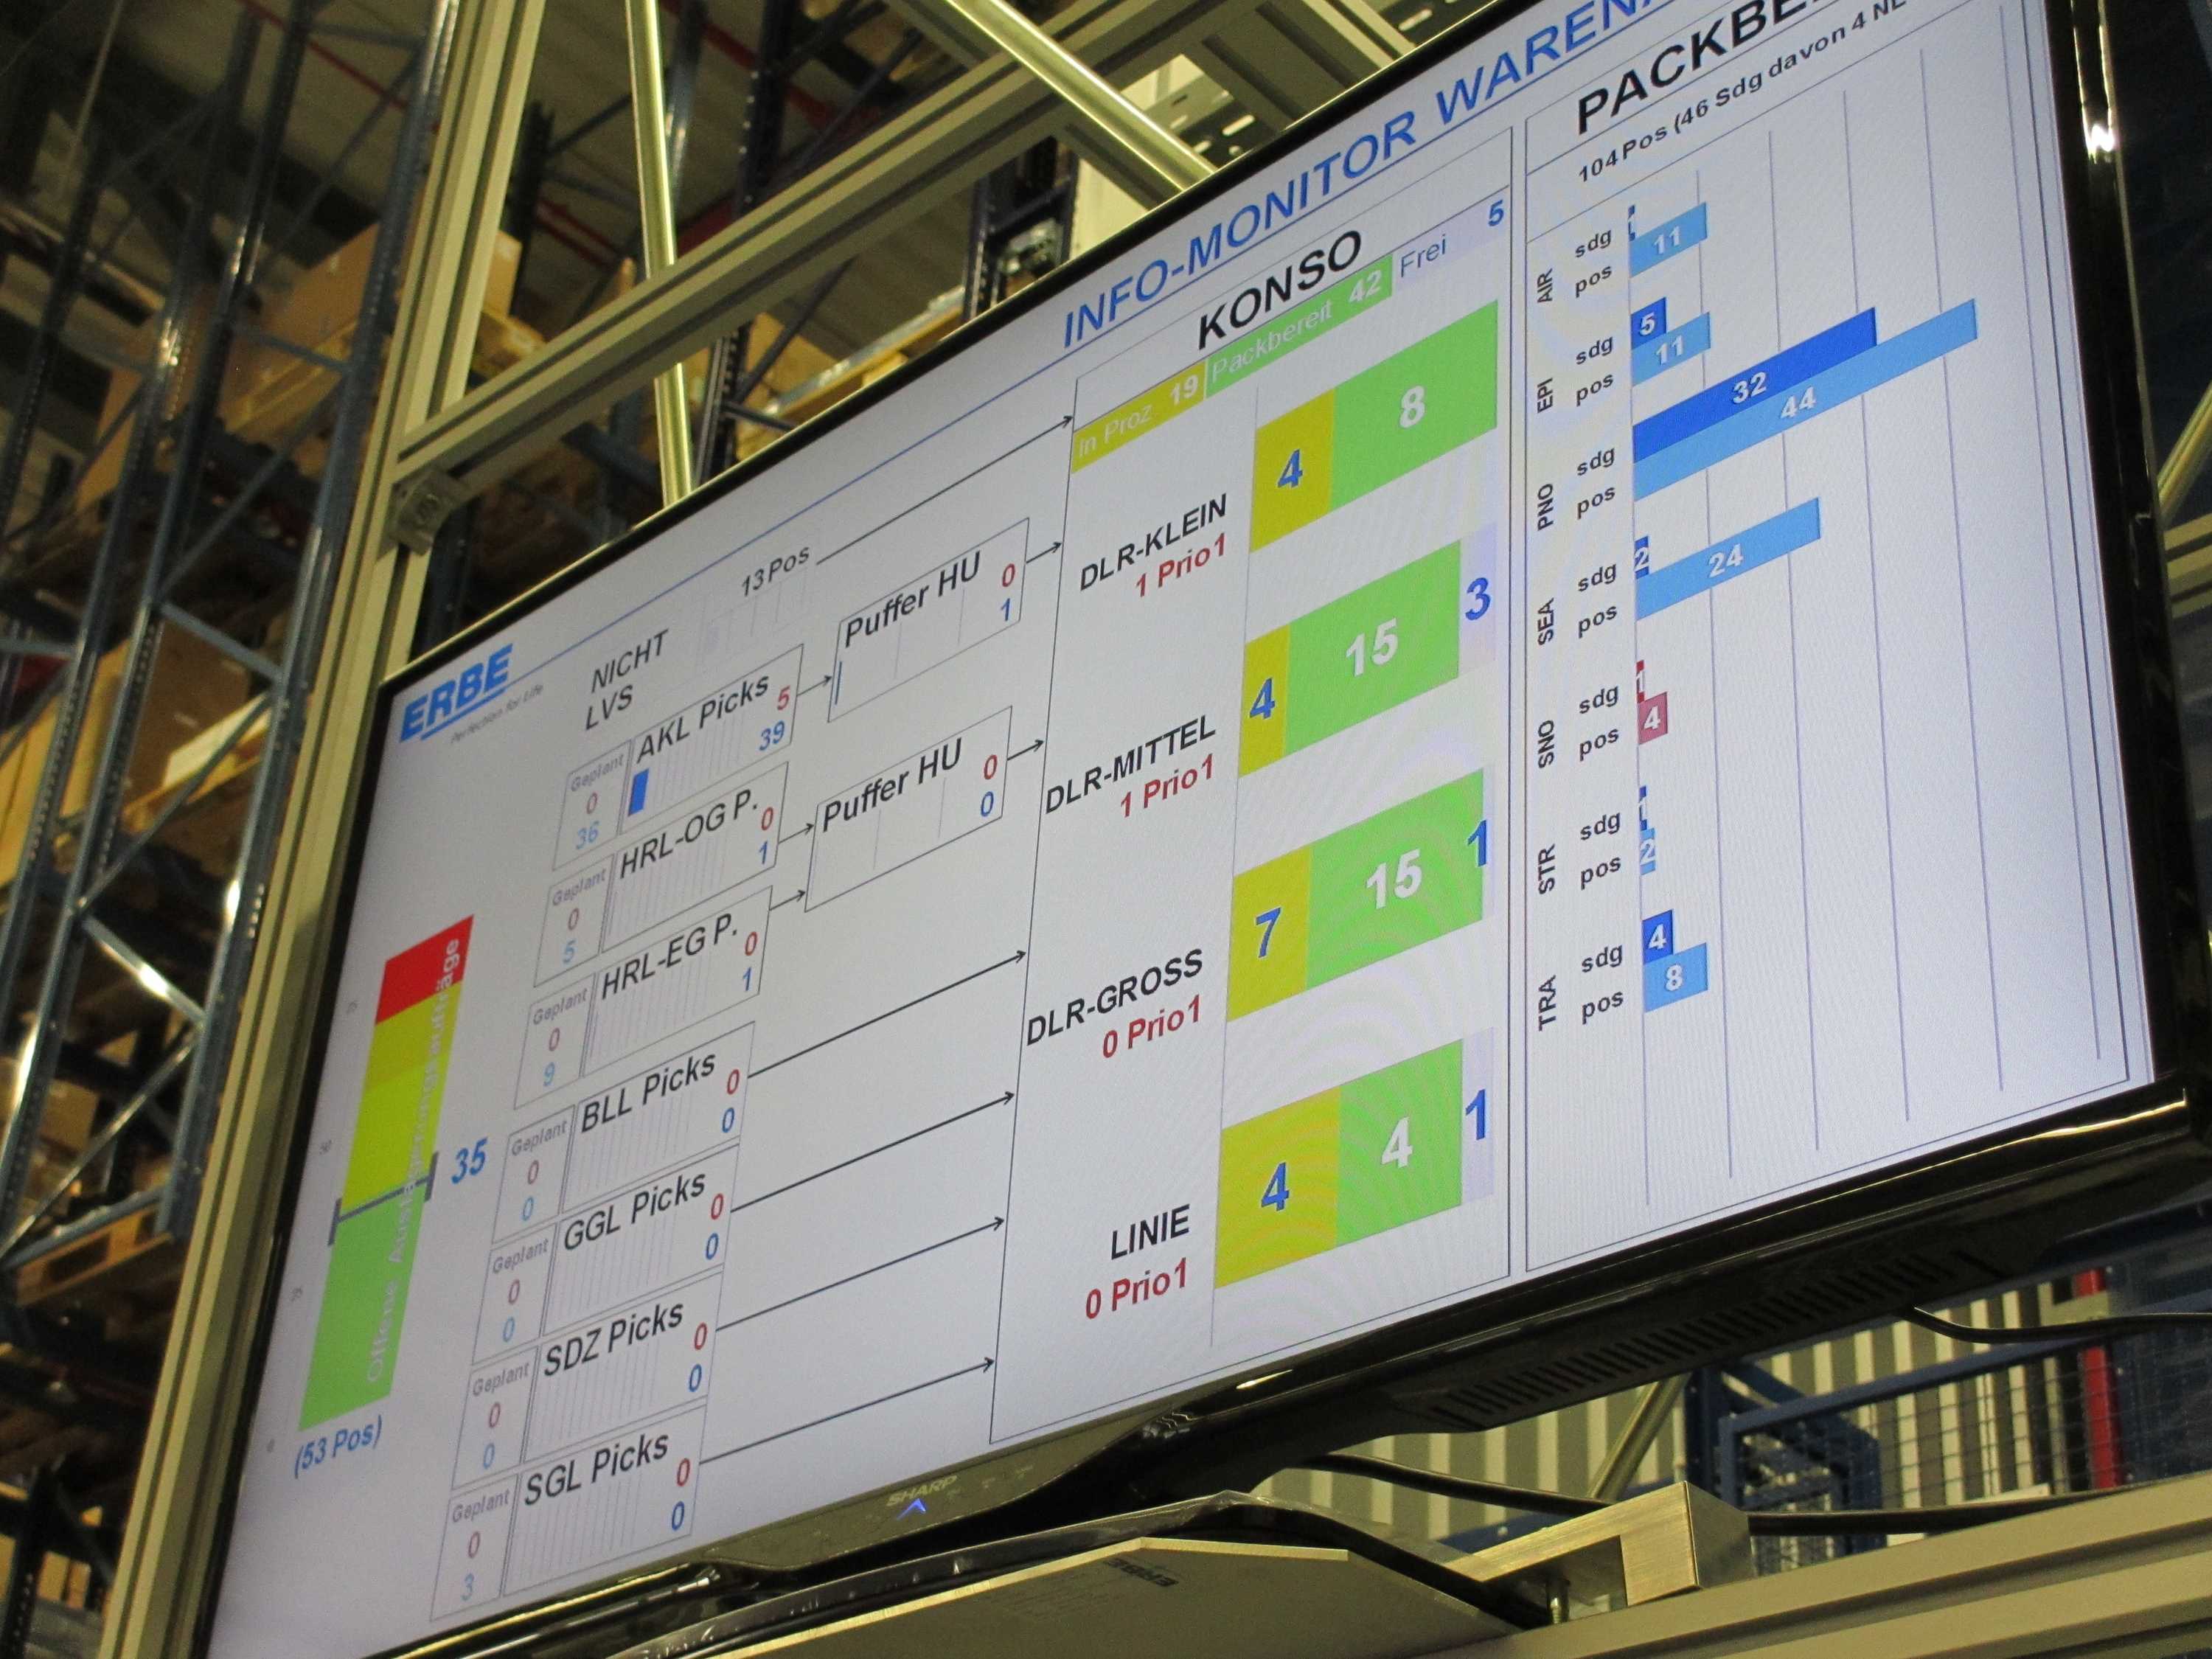 ERBE
Perfection for Life
INFO-MONITOR WAREN
NICHT
LVS
13 Pos
Geplant
0
36
AKL Picks
5
39
Puffer HU
0
1
Geplant
0
5
HRL-OG P.
0
1
Puffer HU
0
0
Geplant
0
9
HRL-EG P.
0
1
Geplant
0
0
BLL Picks
0
0
Geplant
0
0
GGL Picks
0
0
Geplant
0
0
SDZ Picks
0
0
Geplant
0
3
SGL Picks
0
0
35
(53 Pos)
Offene
KONSO
In Proz 19 Packbereit 42 Frei 5
DLR-KLEIN
1 Prio1
4 8
DLR-MITTEL
1 Prio1
4 15 3
DLR-GROSS
0 Prio1
7 15 1
LINIE
0 Prio1
4 4 1
PACKBE
104 Pos (46 Sdg davon 4 NL
AIR
sdg 1
pos 11
EPI
sdg 5
pos 11
PNO
sdg 32
pos 44
SEA
sdg 2
pos 24
SNO
sdg 1
pos 4
STR
sdg 1
pos 2
TRA
sdg 4
pos 8
SHARP
ERBE